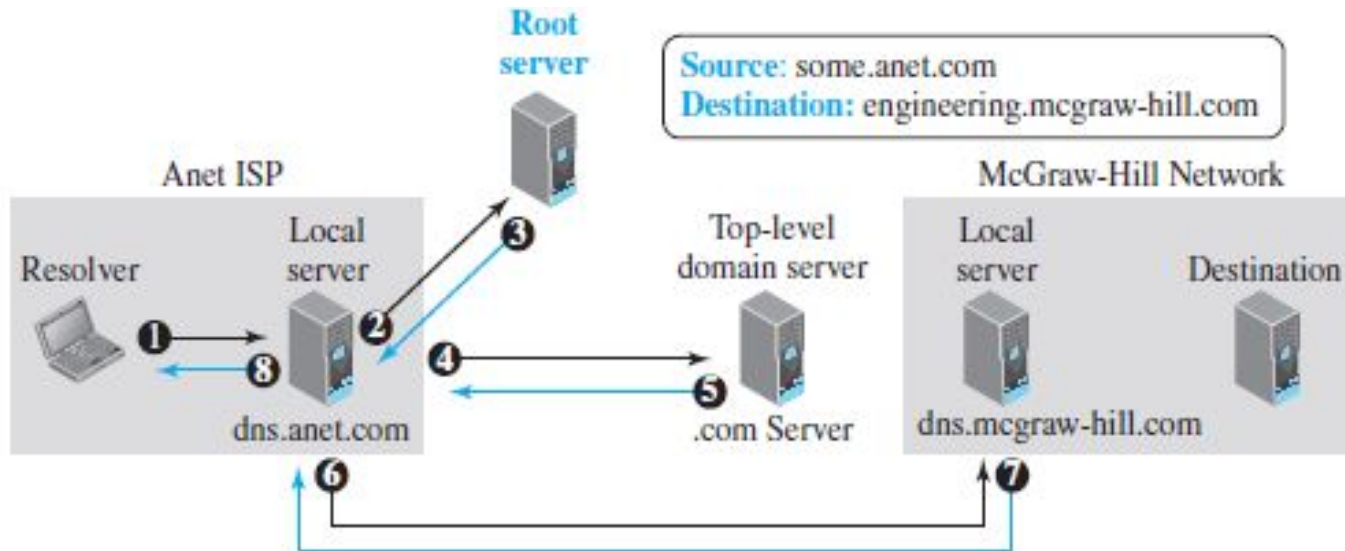 Root
server
Source: some.anet.com
Destination: engineering.mcgraw-hill.com
Anet ISP
McGraw-Hill Network
Resolver
Local
server
Top-level
domain server
Local
server
Destination
1
2
3
4
5
6
7
8
dns.anet.com
.com Server
dns.mcgraw-hill.com